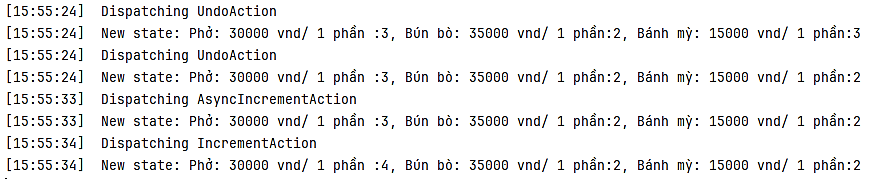 [15:55:24] Dispatching UndoAction
[15:55:24] New state: Phở: 30000 vnd/ 1 phần :3, Bún bò: 35000 vnd/ 1 phần:2, Bánh mỳ: 15000 vnd/ 1 phần:3
[15:55:24] Dispatching UndoAction
[15:55:24] New state: Phở: 30000 vnd/ 1 phần :3, Bún bò: 35000 vnd/ 1 phần:2, Bánh mỳ: 15000 vnd/ 1 phần:2
[15:55:33] Dispatching AsyncIncrementAction
[15:55:33] New state: Phở: 30000 vnd/ 1 phần :3, Bún bò: 35000 vnd/ 1 phần:2, Bánh mỳ: 15000 vnd/ 1 phần:2
[15:55:34] Dispatching IncrementAction
[15:55:34] New state: Phở: 30000 vnd/ 1 phần :4, Bún bò: 35000 vnd/ 1 phần:2, Bánh mỳ: 15000 vnd/ 1 phần:2